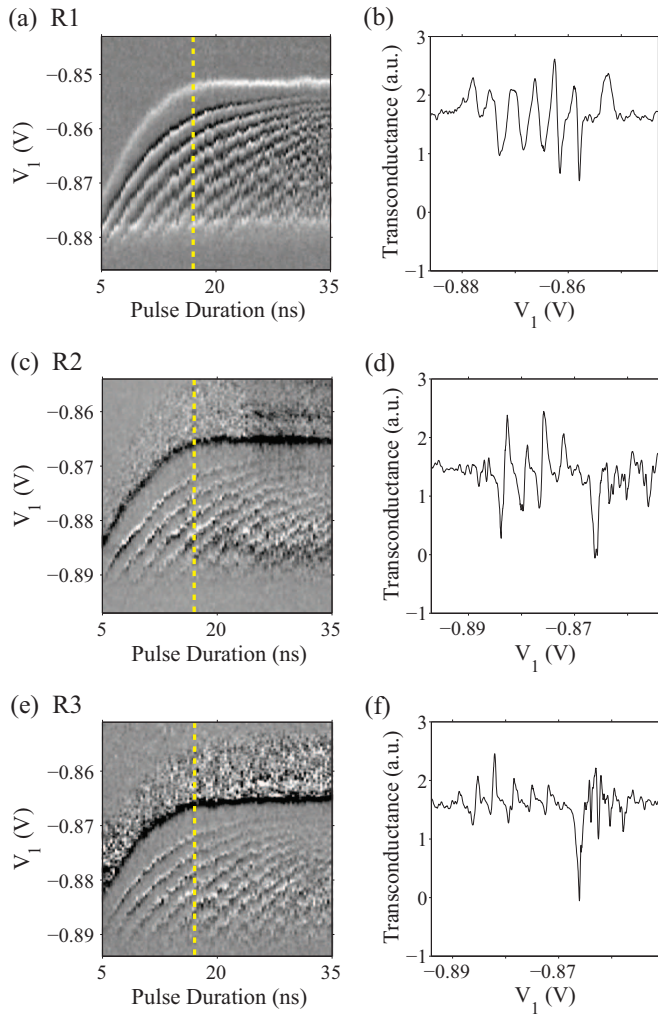 (a) R1
−0.85
−0.86
−0.87
−0.88
V1 (V)
5 20 35
Pulse Duration (ns)
(b)
3
2
1
0
−1
Transconductance (a.u.)
−0.88 −0.86
V1 (V)
(c) R2
−0.86
−0.87
−0.88
−0.89
V1 (V)
5 20 35
Pulse Duration (ns)
(d)
3
2
1
0
−1
Transconductance (a.u.)
−0.89 −0.87
V1 (V)
(e) R3
−0.86
−0.87
−0.88
−0.89
V1 (V)
5 20 35
Pulse Duration (ns)
(f)
3
2
1
0
−1
Transconductance (a.u.)
−0.89 −0.87
V1 (V)